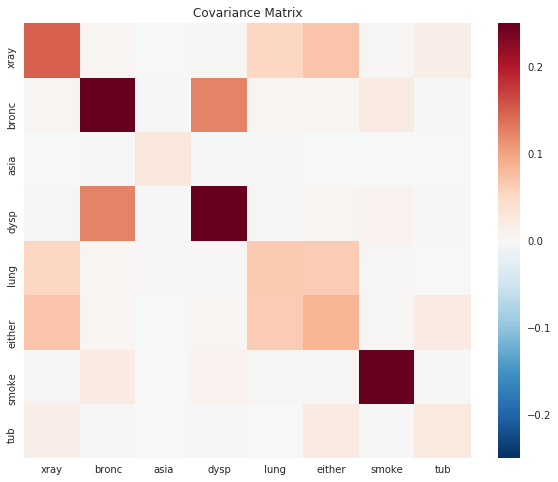 Covariance Matrix
xray
bronc
asia
dysp
lung
either
smoke
tub
xray bronc asia dysp lung either smoke tub
0.2
0.1
0.0
−0.1
−0.2